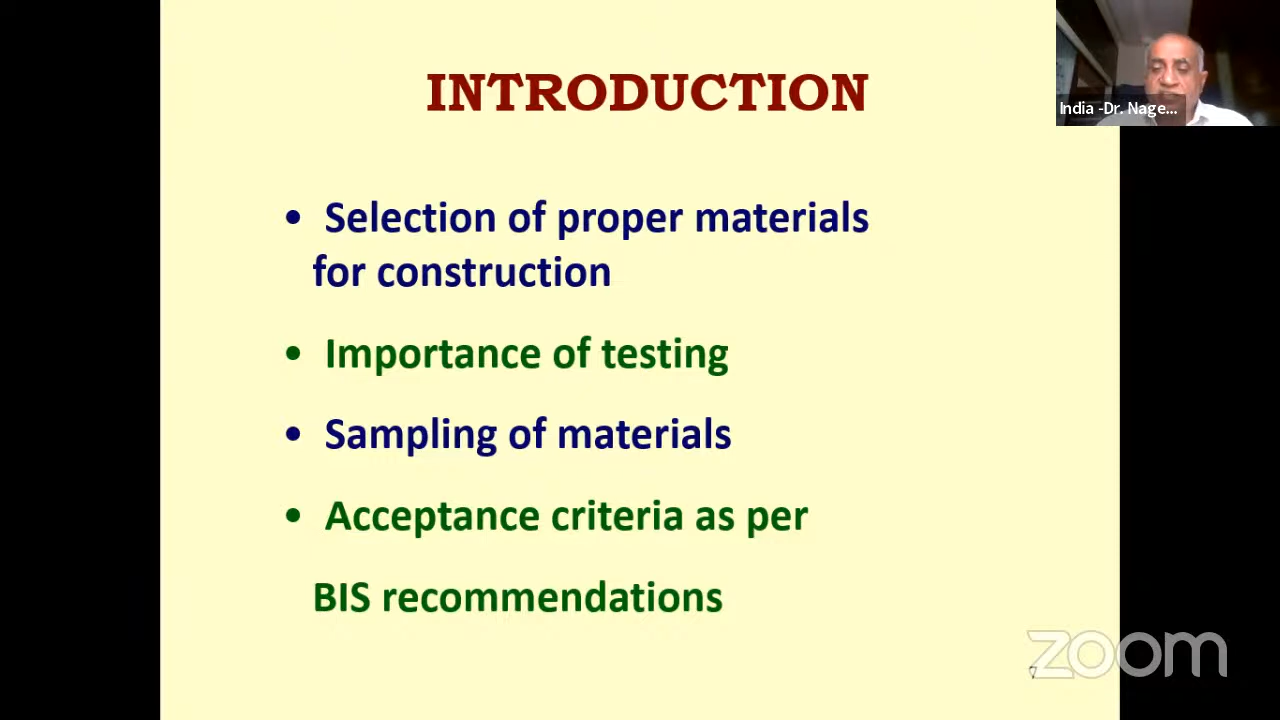 INTRODUCTION
India -Dr. Nage...
• Selection of proper materials
for construction
• Importance of testing
• Sampling of materials
• Acceptance criteria as per
BIS recommendations
zoom
7